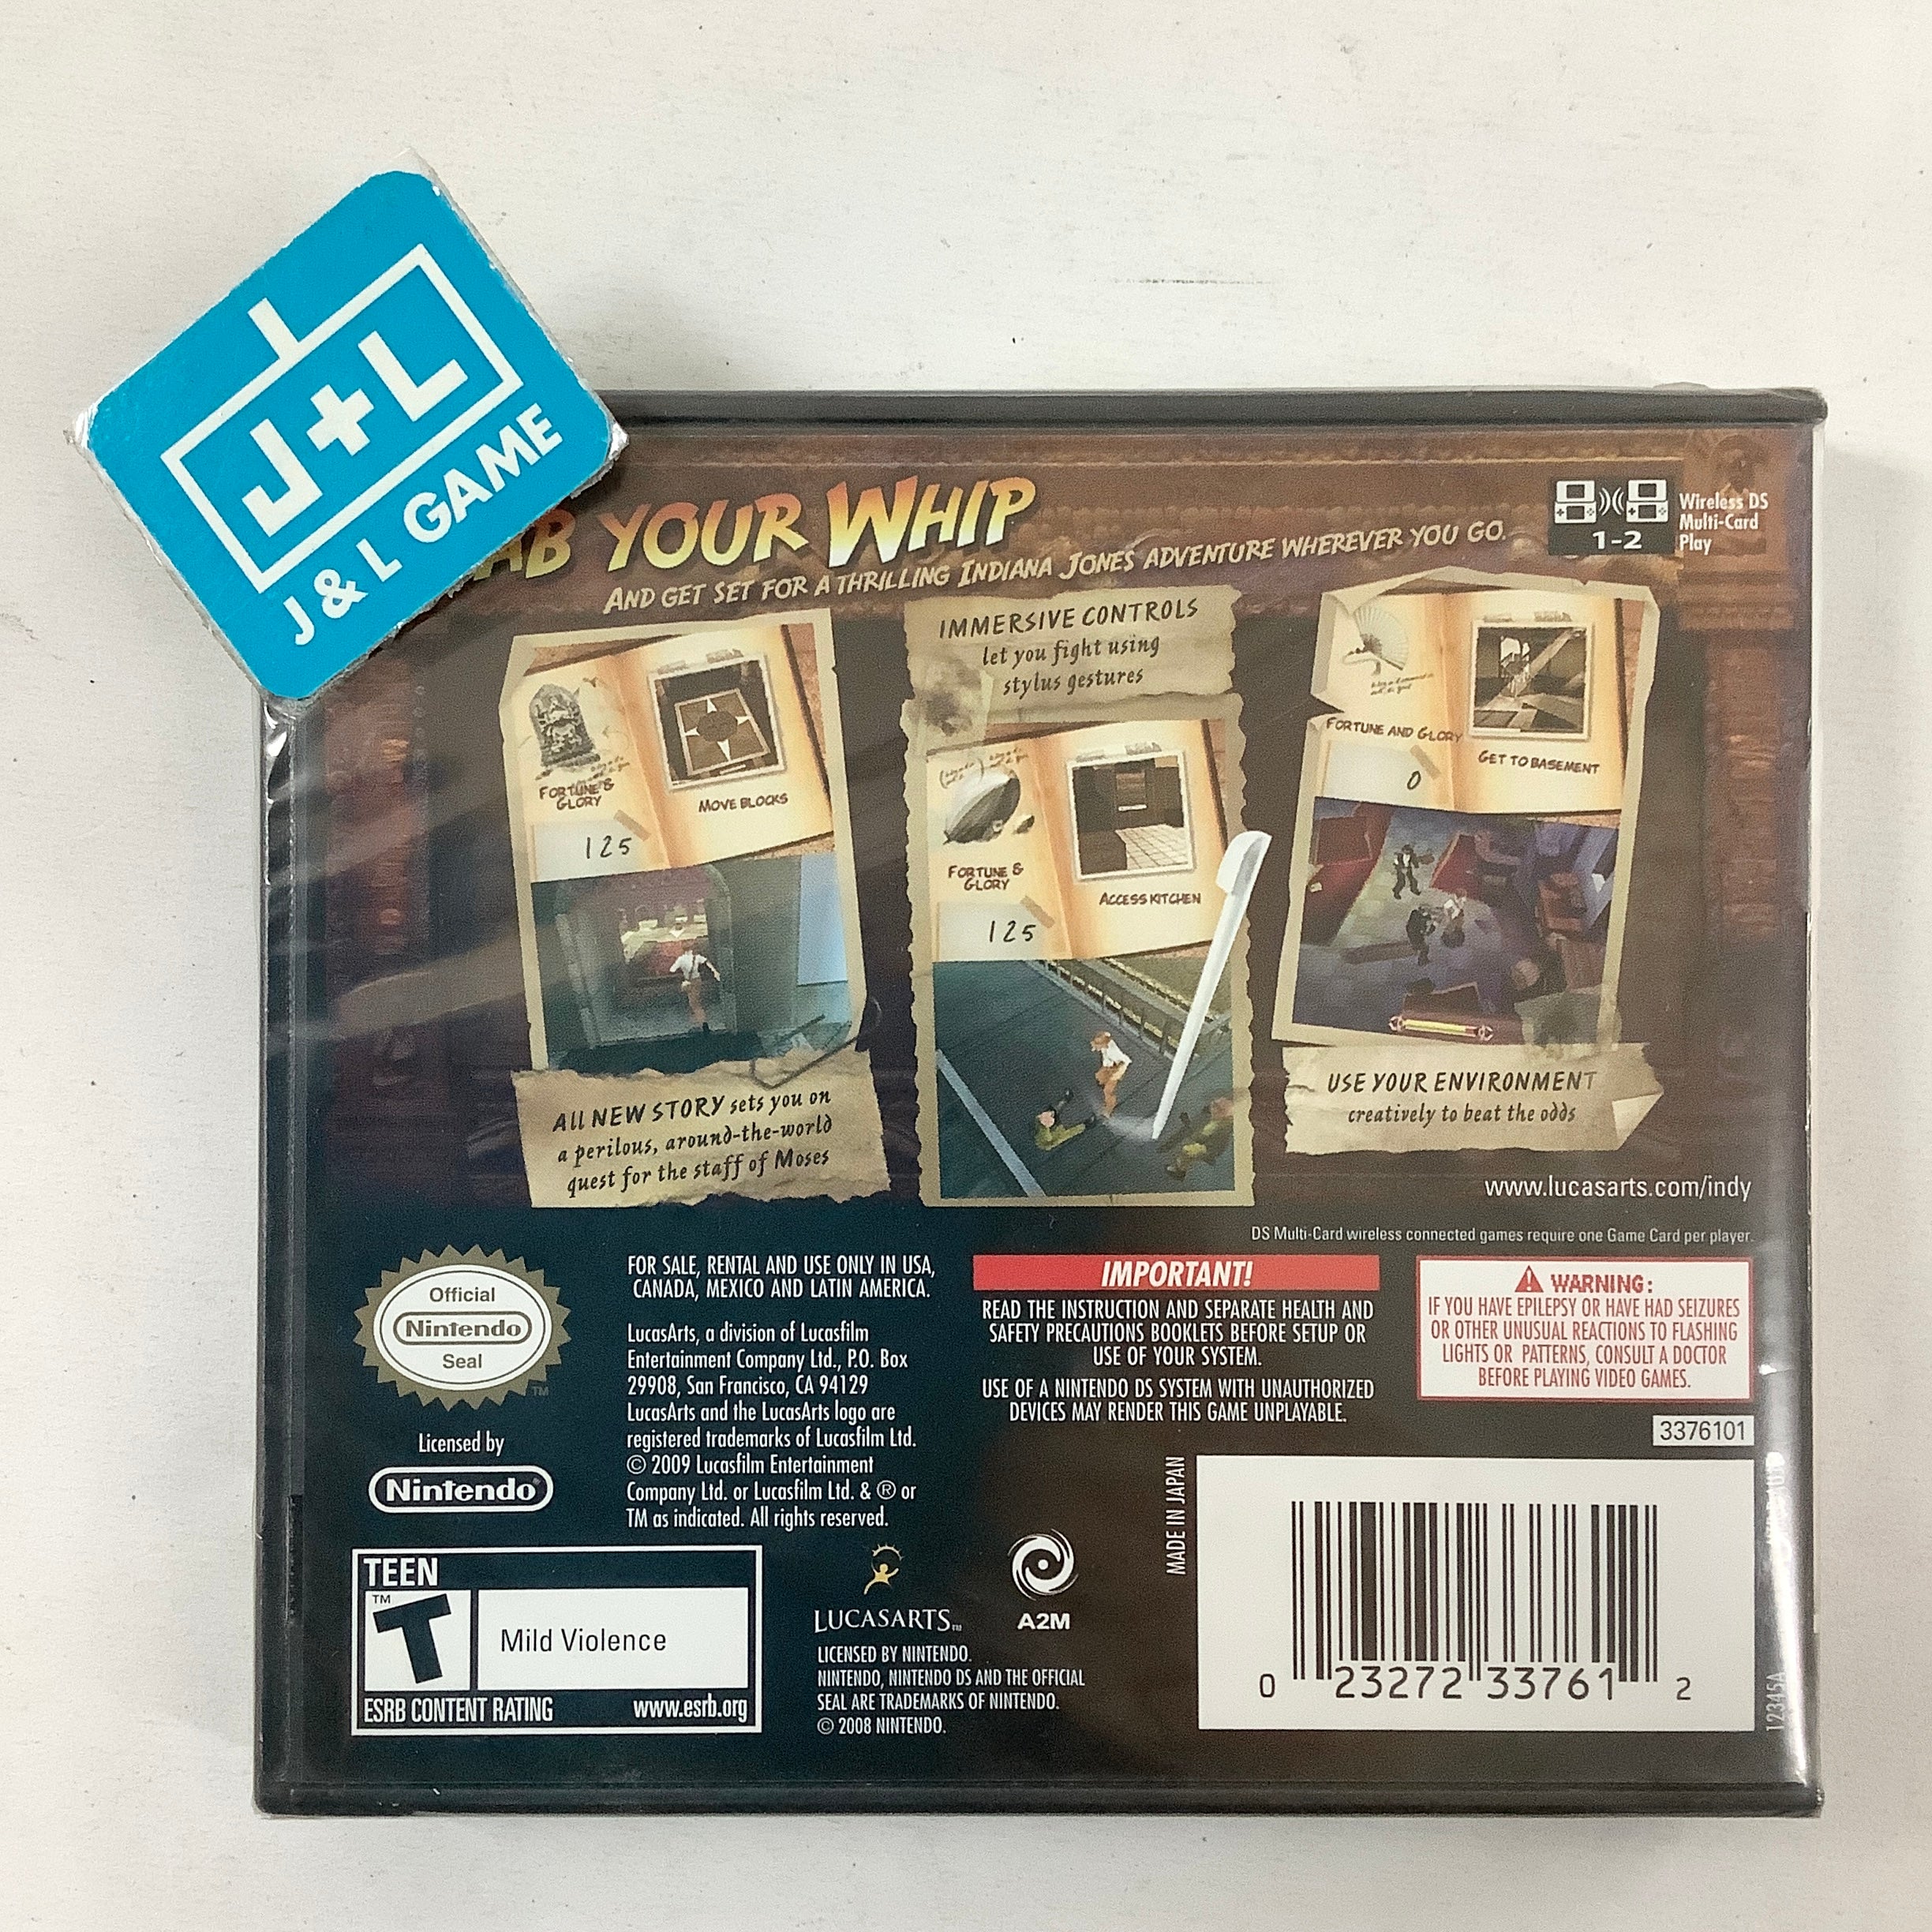 J+L
J & L GAME
AB YOUR WHIP
AND GET SET FOR A THRILLING INDIANA JONES ADVENTURE WHEREVER YOU GO.
1-2
Wireless DS
Multi-Card
Play
FORTUNE &
GLORY
125
MOVE BLOCKS
ALL NEW STORY sets you on
a perilous, around-the-world
quest for the staff of Moses
IMMERSIVE CONTROLS
let you fight using
stylus gestures
FORTUNE &
GLORY
125
ACCESS KITCHEN
FORTUNE AND GLORY
0
GET TO BASEMENT
USE YOUR ENVIRONMENT
creatively to beat the odds
www.lucasarts.com/indy
DS Multi-Card wireless connected games require one Game Card per player.
Official
Nintendo
Seal
TM
Licensed by
Nintendo®
FOR SALE, RENTAL AND USE ONLY IN USA,
CANADA, MEXICO AND LATIN AMERICA.
LucasArts, a division of Lucasfilm
Entertainment Company Ltd., P.O. Box
29908, San Francisco, CA 94129
LucasArts and the LucasArts logo are
registered trademarks of Lucasfilm Ltd.
© 2009 Lucasfilm Entertainment
Company Ltd. or Lucasfilm Ltd. & ® or
TM as indicated. All rights reserved.
IMPORTANT!
READ THE INSTRUCTION AND SEPARATE HEALTH AND
SAFETY PRECAUTIONS BOOKLETS BEFORE SETUP OR
USE OF YOUR SYSTEM.
USE OF A NINTENDO DS SYSTEM WITH UNAUTHORIZED
DEVICES MAY RENDER THIS GAME UNPLAYABLE.
WARNING:
IF YOU HAVE EPILEPSY OR HAVE HAD SEIZURES
OR OTHER UNUSUAL REACTIONS TO FLASHING
LIGHTS OR PATTERNS, CONSULT A DOCTOR
BEFORE PLAYING VIDEO GAMES.
3376101
MADE IN JAPAN
0 23272 33761 2
12345A
TEEN
TM
T
Mild Violence
ESRB CONTENT RATING www.esrb.org
LUCASARTS™
A2M
LICENSED BY NINTENDO.
NINTENDO, NINTENDO DS AND THE OFFICIAL
SEAL ARE TRADEMARKS OF NINTENDO.
© 2008 NINTENDO.